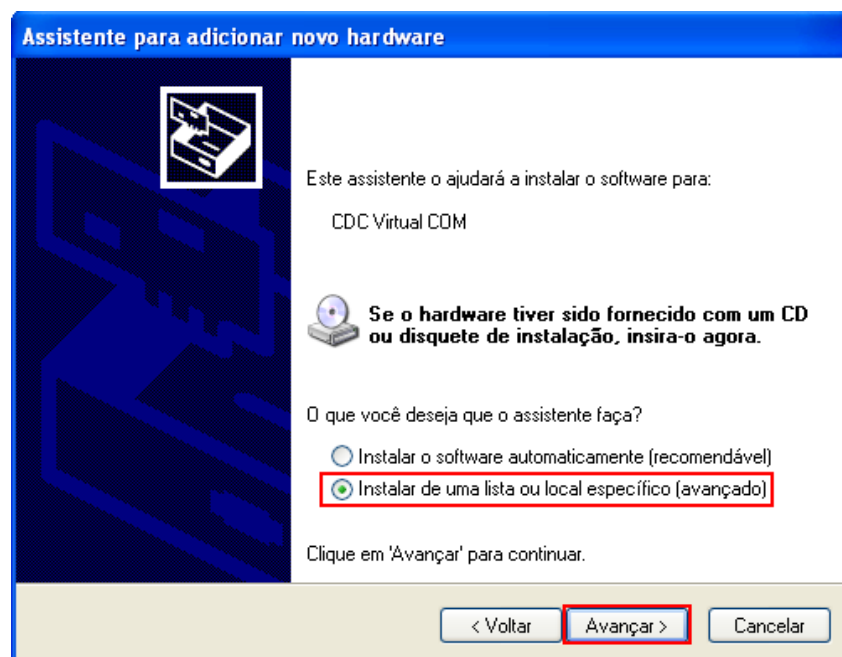 Assistente para adicionar novo hardware
Este assistente o ajudará a instalar o software para:
CDC Virtual COM
Se o hardware tiver sido fornecido com um CD
ou disquete de instalação, insira-o agora.
O que você deseja que o assistente faça?
Instalar o software automaticamente (recomendável)
Instalar de uma lista ou local específico (avançado)
Clique em 'Avançar' para continuar.
< Voltar
Avançar >
Cancelar